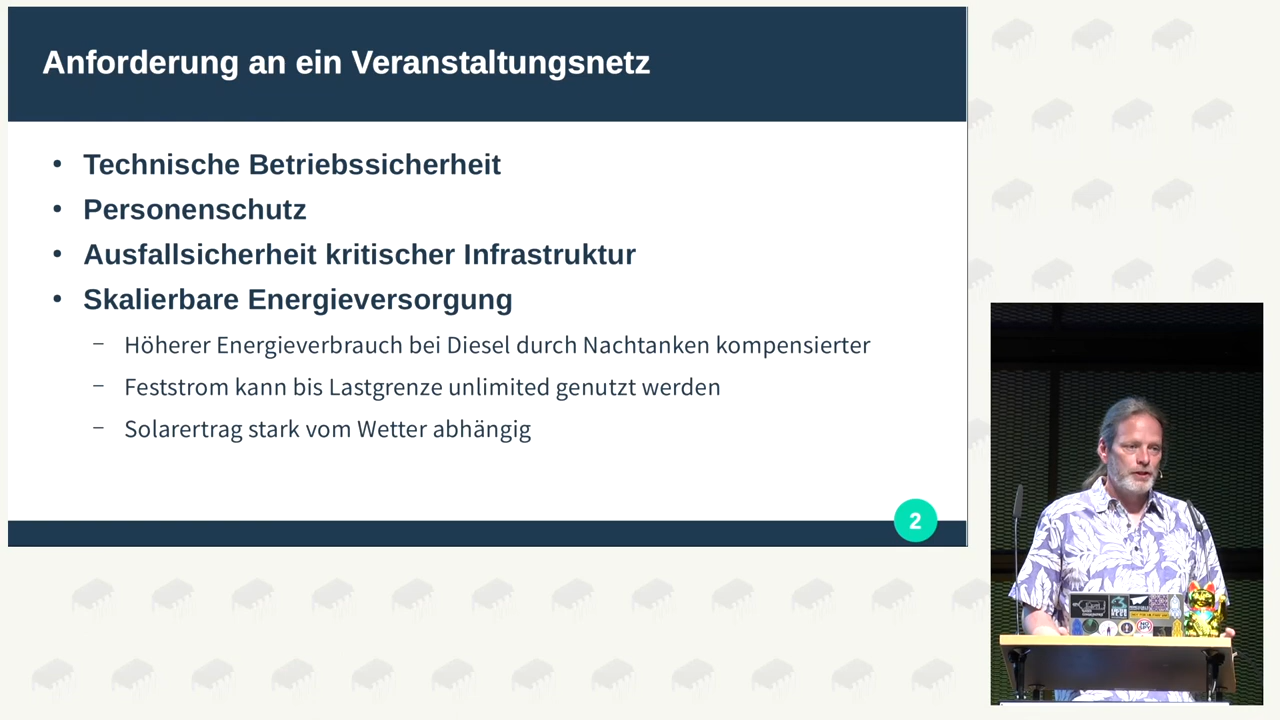 Anforderung an ein Veranstaltungsnetz
• Technische Betriebssicherheit
• Personenschutz
• Ausfallsicherheit kritischer Infrastruktur
• Skalierbare Energieversorgung
– Höherer Energieverbrauch bei Diesel durch Nachtanken kompensierter
– Feststrom kann bis Lastgrenze unlimited genutzt werden
– Solarertrag stark vom Wetter abhängig
2